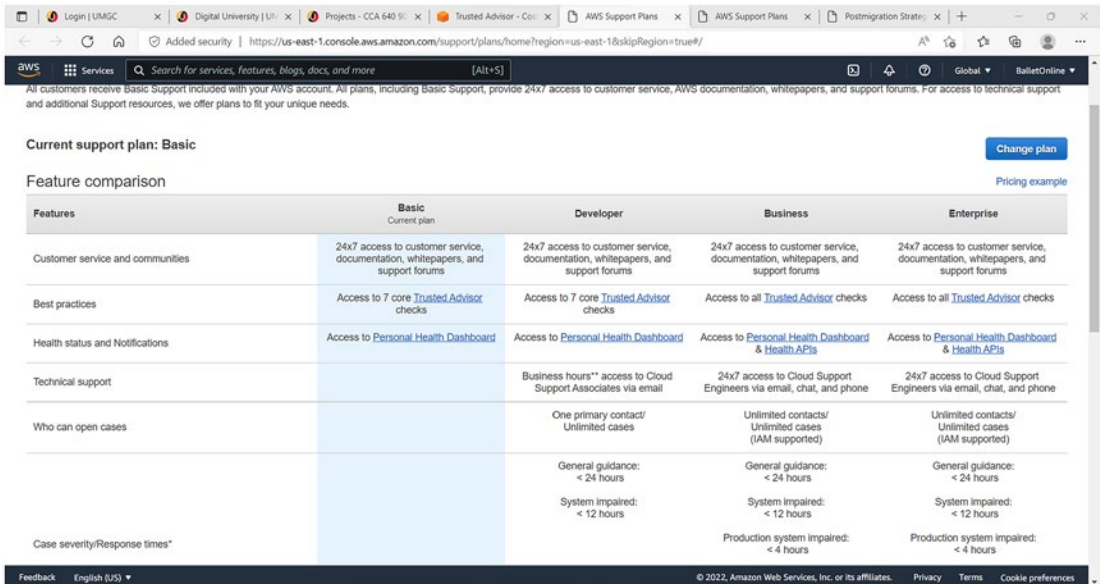 Login | UMGC
Digital University | UM
Projects - CCA 640 90
Trusted Advisor - Cos
AWS Support Plans
AWS Support Plans
Postmigration Strateg
Added security | https://us-east-1.console.aws.amazon.com/support/plans/home?region=us-east-1&skipRegion=true#/
aws Services Search for services, features, blogs, docs, and more [Alt+S] Global BalletOnline
All customers receive Basic Support included with your AWS account. All plans, including Basic Support, provide 24x7 access to customer service, AWS documentation, whitepapers, and support forums. For access to technical support
and additional Support resources, we offer plans to fit your unique needs.
Current support plan: Basic
Change plan
Feature comparison
Pricing example
Features
Basic
Current plan
Developer
Business
Enterprise
Customer service and communities
24x7 access to customer service,
documentation, whitepapers, and
support forums
24x7 access to customer service,
documentation, whitepapers, and
support forums
24x7 access to customer service,
documentation, whitepapers, and
support forums
24x7 access to customer service,
documentation, whitepapers, and
support forums
Best practices
Access to 7 core Trusted Advisor
checks
Access to 7 core Trusted Advisor
checks
Access to all Trusted Advisor checks
Access to all Trusted Advisor checks
Health status and Notifications
Access to Personal Health Dashboard
Access to Personal Health Dashboard
Access to Personal Health Dashboard
& Health APIs
Access to Personal Health Dashboard
& Health APIs
Technical support
Business hours** access to Cloud
Support Associates via email
24x7 access to Cloud Support
Engineers via email, chat, and phone
24x7 access to Cloud Support
Engineers via email, chat, and phone
Who can open cases
One primary contact/
Unlimited cases
Unlimited contacts/
Unlimited cases
(IAM supported)
Unlimited contacts/
Unlimited cases
(IAM supported)
Case severity/Response times*
General guidance:
< 24 hours
System impaired:
< 12 hours
General guidance:
< 24 hours
System impaired:
< 12 hours
Production system impaired:
< 4 hours
General guidance:
< 24 hours
System impaired:
< 12 hours
Production system impaired:
< 4 hours
Feedback English (US) © 2022, Amazon Web Services, Inc. or its affiliates. Privacy Terms Cookie preferences